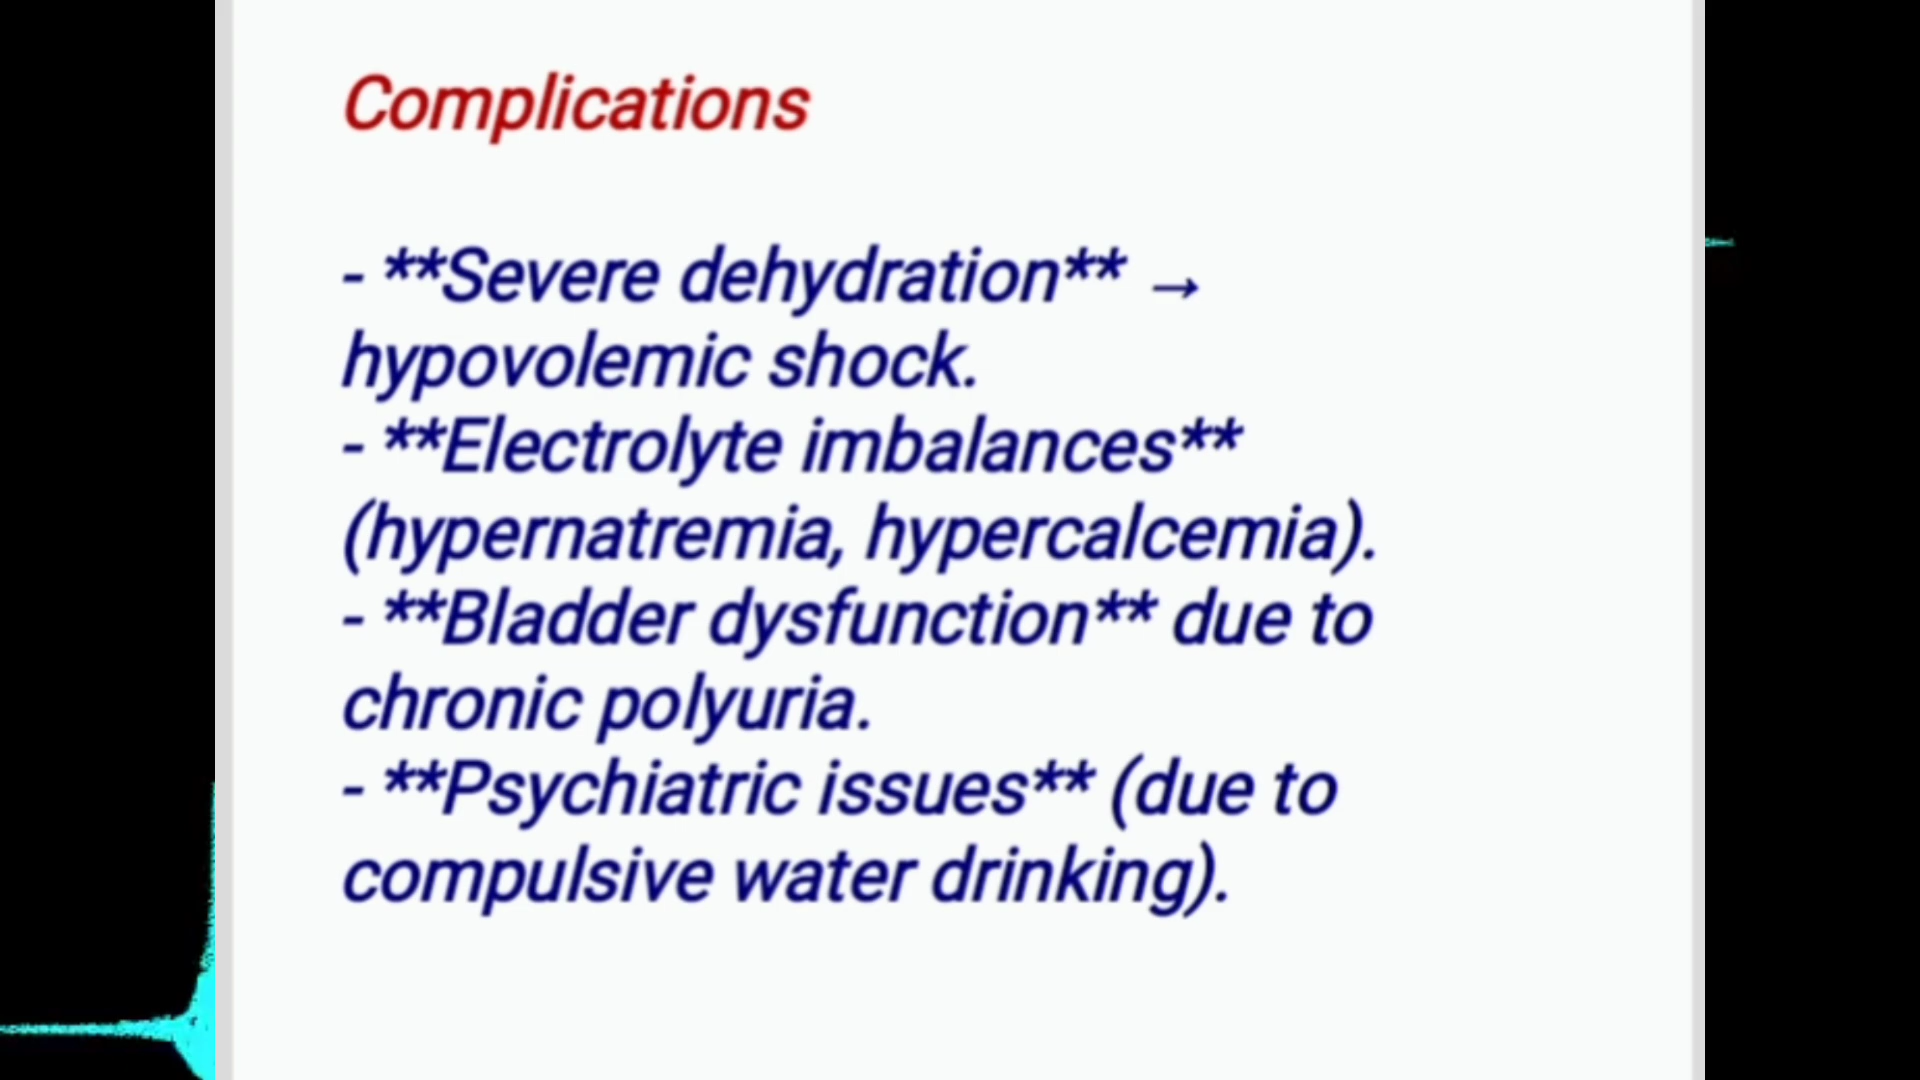 Complications
- **Severe dehydration** →
hypovolemic shock.
- **Electrolyte imbalances**
(hypernatremia, hypercalcemia).
- **Bladder dysfunction** due to
chronic polyuria.
- **Psychiatric issues** (due to
compulsive water drinking).